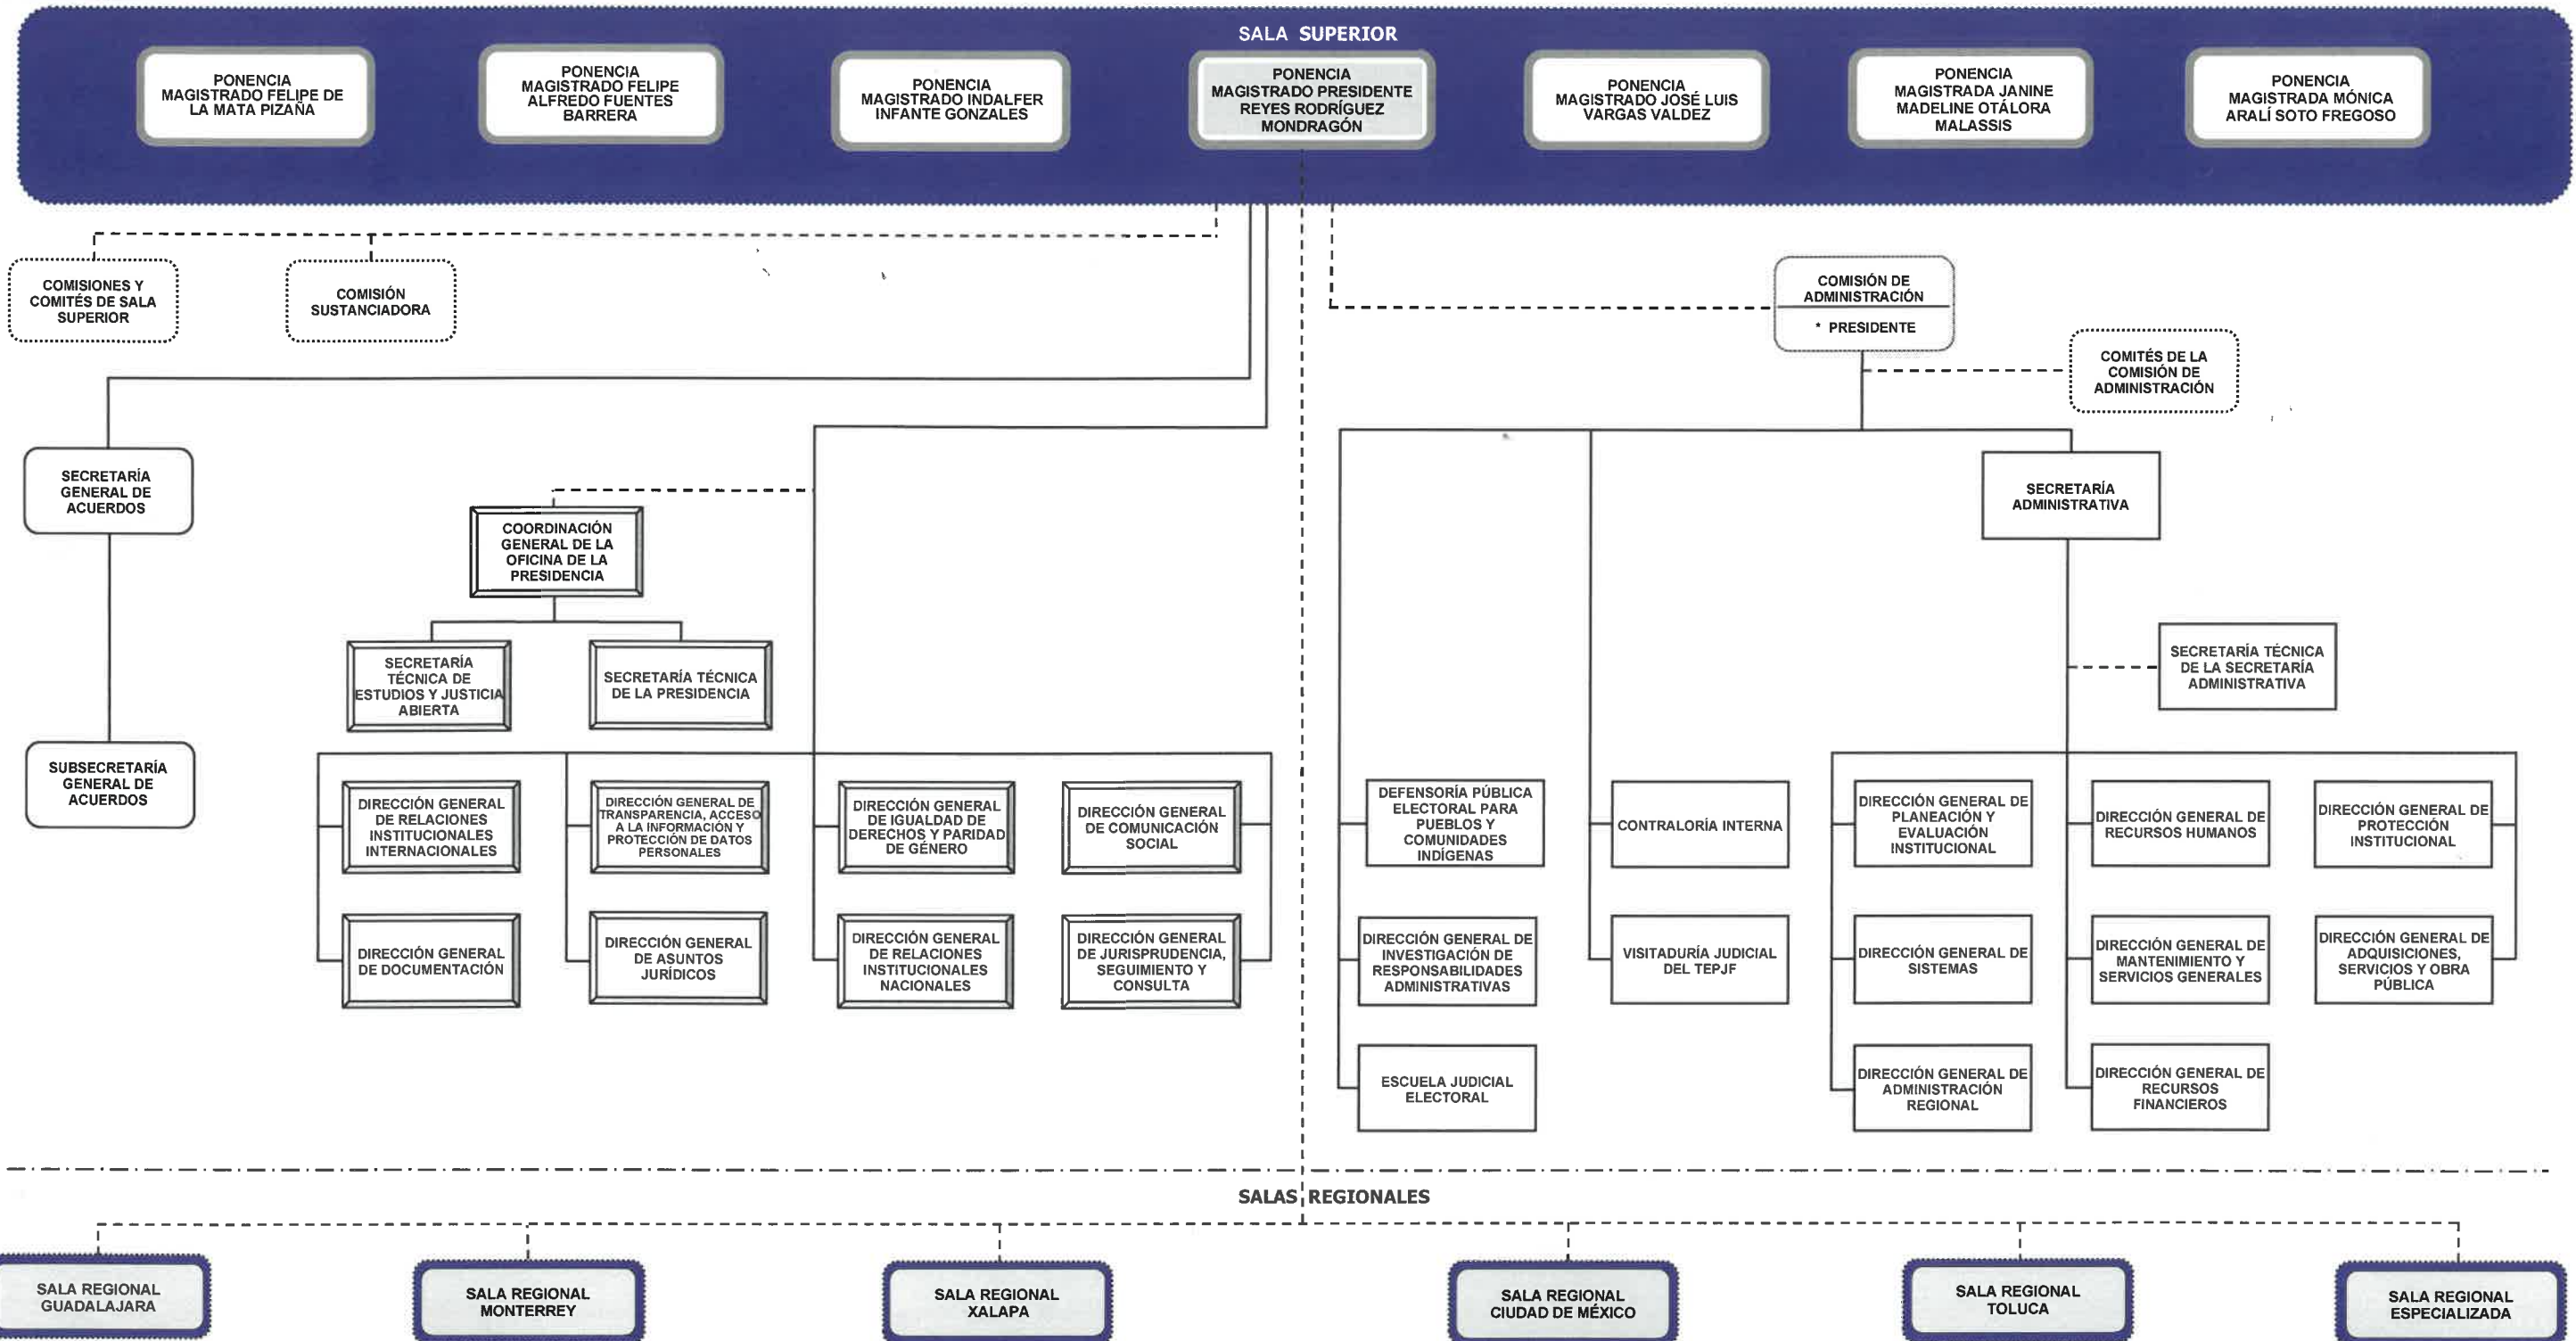 SALA SUPERIOR
PONENCIA
MAGISTRADO FELIPE DE
LA MATA PIZAÑA
PONENCIA
MAGISTRADO FELIPE
ALFREDO FUENTES
BARRERA
PONENCIA
MAGISTRADO INDALFER
INFANTE GONZALES
PONENCIA
MAGISTRADO PRESIDENTE
REYES RODRÍGUEZ
MONDRAGÓN
PONENCIA
MAGISTRADO JOSÉ LUIS
VARGAS VALDEZ
PONENCIA
MAGISTRADA JANINE
MADELINE OTÁLORA
MALASSIS
PONENCIA
MAGISTRADA MÓNICA
ARALÍ SOTO FREGOSO
COMISIONES Y
COMITÉS DE SALA
SUPERIOR
COMISIÓN
SUSTANCIADORA
COMISIÓN DE
ADMINISTRACIÓN
* PRESIDENTE
COMITÉS DE LA
COMISIÓN DE
ADMINISTRACIÓN
SECRETARÍA
GENERAL DE
ACUERDOS
SECRETARÍA
ADMINISTRATIVA
COORDINACIÓN
GENERAL DE LA
OFICINA DE LA
PRESIDENCIA
SECRETARÍA
TÉCNICA DE
ESTUDIOS Y JUSTICIA
ABIERTA
SECRETARÍA TÉCNICA
DE LA PRESIDENCIA
SECRETARÍA TÉCNICA
DE LA SECRETARÍA
ADMINISTRATIVA
SUBSECRETARÍA
GENERAL DE
ACUERDOS
DIRECCIÓN GENERAL
DE RELACIONES
INSTITUCIONALES
INTERNACIONALES
DIRECCIÓN GENERAL DE
TRANSPARENCIA, ACCESO
A LA INFORMACIÓN Y
PROTECCIÓN DE DATOS
PERSONALES
DIRECCIÓN GENERAL
DE IGUALDAD DE
DERECHOS Y PARIDAD
DE GÉNERO
DIRECCIÓN GENERAL
DE COMUNICACIÓN
SOCIAL
DEFENSORÍA PÚBLICA
ELECTORAL PARA
PUEBLOS Y
COMUNIDADES
INDÍGENAS
CONTRALORÍA INTERNA
DIRECCIÓN GENERAL DE
PLANEACIÓN Y
EVALUACIÓN
INSTITUCIONAL
DIRECCIÓN GENERAL DE
RECURSOS HUMANOS
DIRECCIÓN GENERAL DE
PROTECCIÓN
INSTITUCIONAL
DIRECCIÓN GENERAL
DE DOCUMENTACIÓN
DIRECCIÓN GENERAL
DE ASUNTOS
JURÍDICOS
DIRECCIÓN GENERAL
DE RELACIONES
INSTITUCIONALES
NACIONALES
DIRECCIÓN GENERAL
DE JURISPRUDENCIA,
SEGUIMIENTO Y
CONSULTA
DIRECCIÓN GENERAL DE
INVESTIGACIÓN DE
RESPONSABILIDADES
ADMINISTRATIVAS
VISITADURÍA JUDICIAL
DEL TEPJF
DIRECCIÓN GENERAL DE
SISTEMAS
DIRECCIÓN GENERAL DE
MANTENIMIENTO Y
SERVICIOS GENERALES
DIRECCIÓN GENERAL DE
ADQUISICIONES,
SERVICIOS Y OBRA
PÚBLICA
ESCUELA JUDICIAL
ELECTORAL
DIRECCIÓN GENERAL DE
ADMINISTRACIÓN
REGIONAL
DIRECCIÓN GENERAL DE
RECURSOS
FINANCIEROS
SALAS REGIONALES
SALA REGIONAL
GUADALAJARA
SALA REGIONAL
MONTERREY
SALA REGIONAL
XALAPA
SALA REGIONAL
CIUDAD DE MÉXICO
SALA REGIONAL
TOLUCA
SALA REGIONAL
ESPECIALIZADA